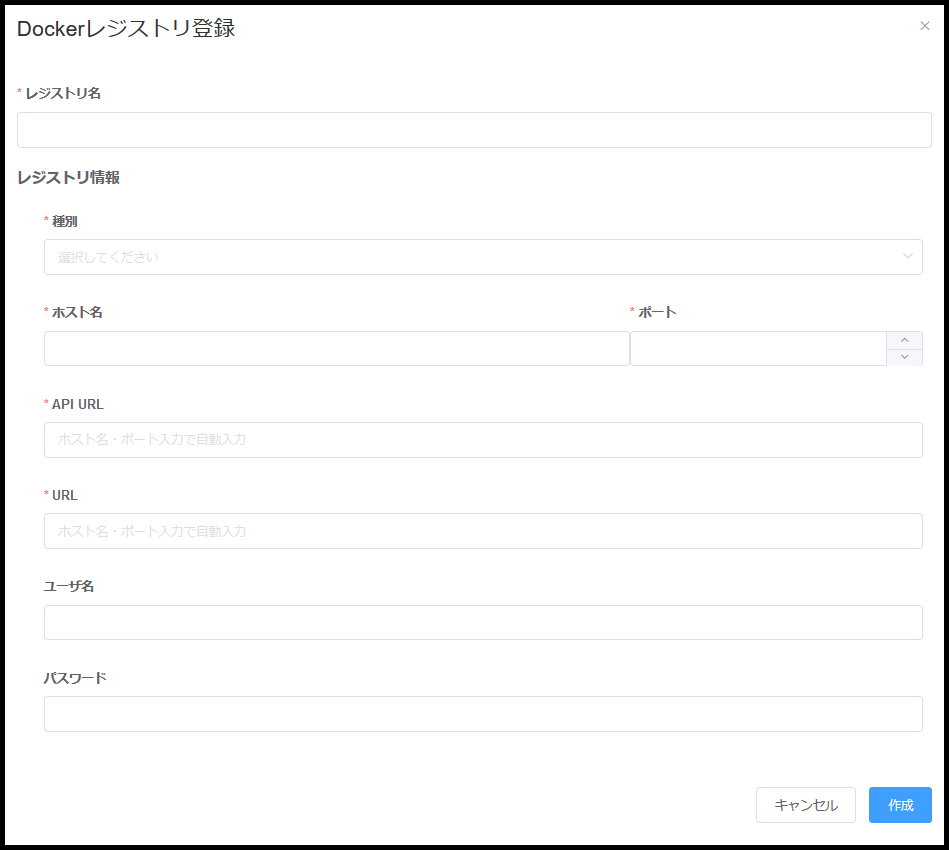 Dockerレジストリ登録
* レジストリ名
レジストリ情報
* 種別
選択してください
* ホスト名 * ポート
* API URL
ホスト名・ポート入力で自動入力
* URL
ホスト名・ポート入力で自動入力
ユーザ名
パスワード
キャンセル 作成